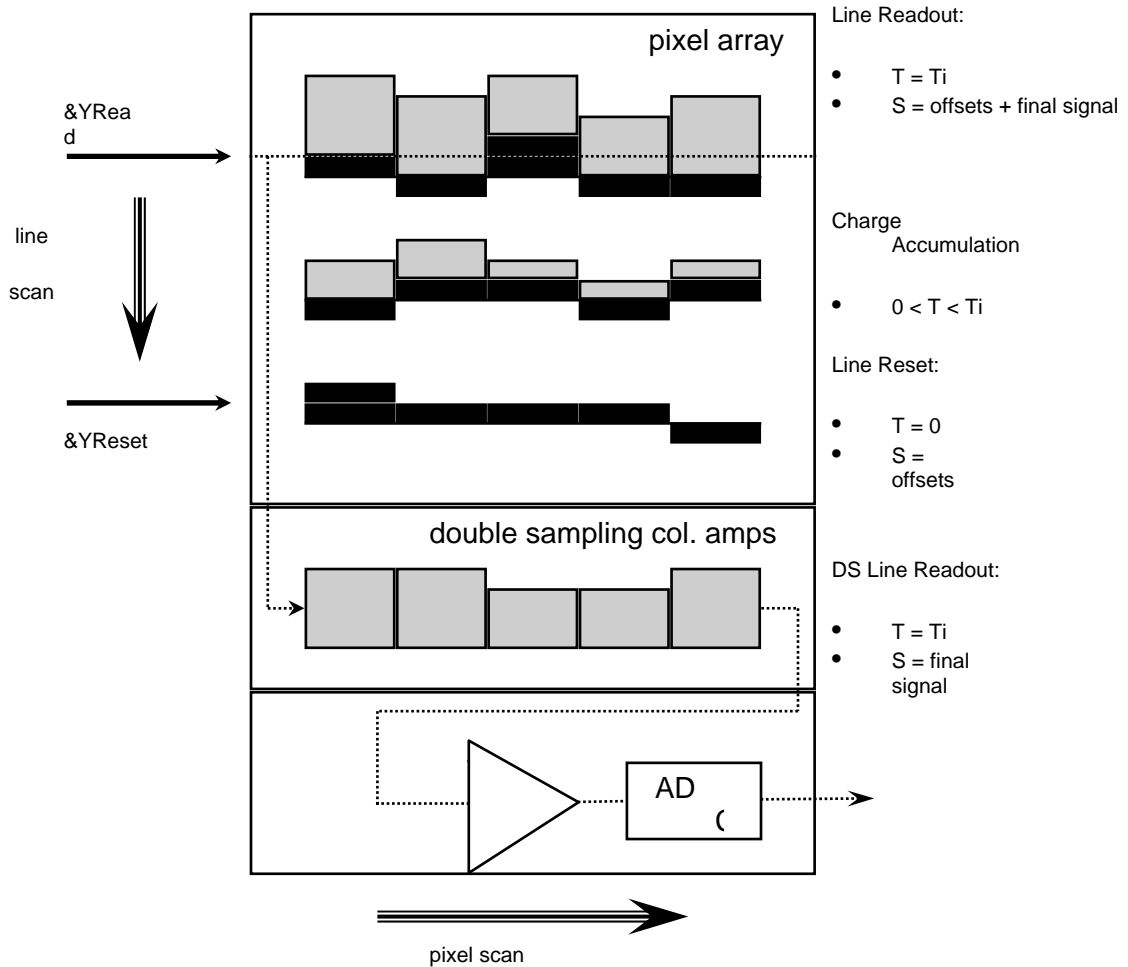 Line Readout:
pixel array
• T = Ti
• S = offsets + final signal
&YRea
d
line
scan
Charge
Accumulation
• 0 < T < Ti
Line Reset:
&YReset
• T = 0
• S =
offsets
double sampling col. amps
DS Line Readout:
• T = Ti
• S = final
signal
AD
pixel scan